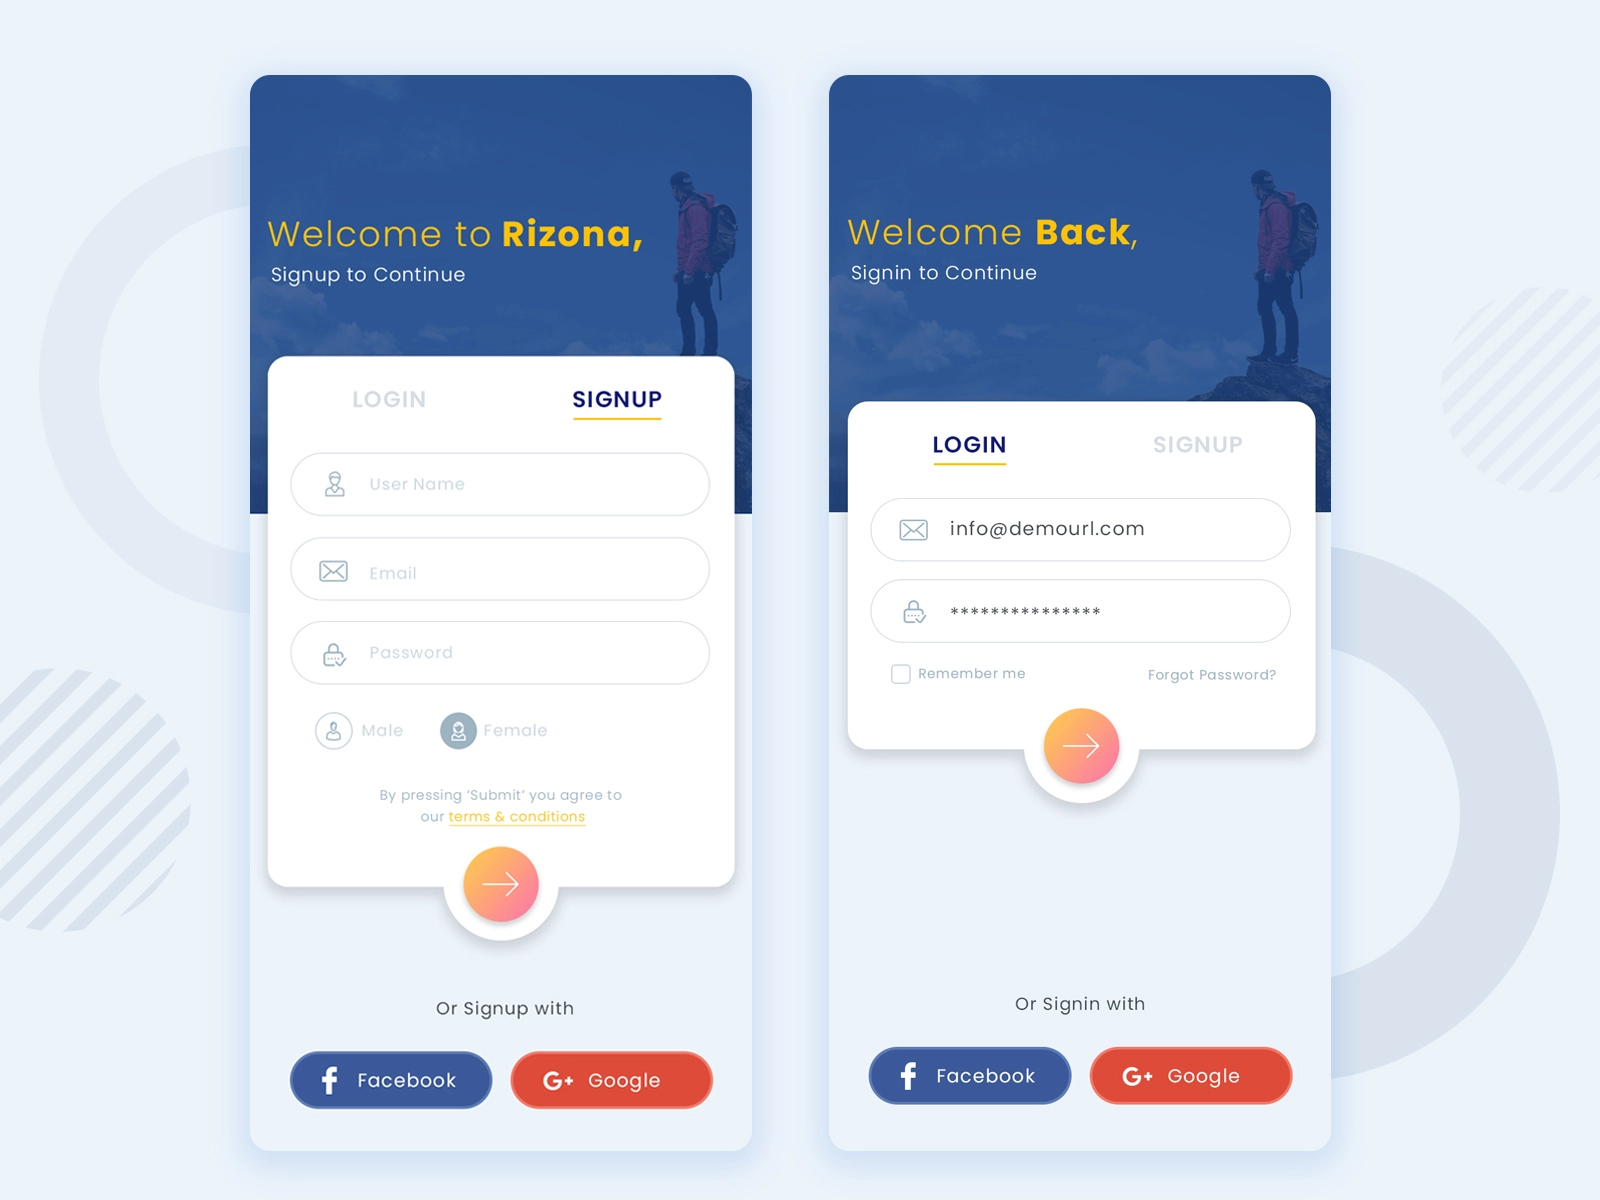 Welcome to Rizona,
Signup to Continue
LOGIN SIGNUP
User Name
Email
Password
Male Female
By pressing ‘Submit’ you agree to
our terms & conditions
Or Signup with
Facebook G+ Google
Welcome Back,
Signin to Continue
LOGIN SIGNUP
info@demourl.com
***************
Remember me Forgot Password?
Or Signin with
Facebook G+ Google